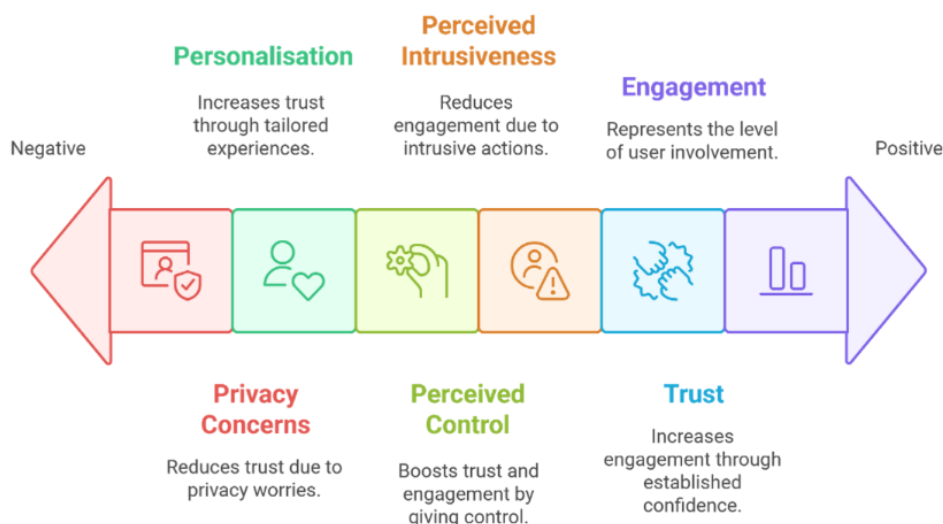 Personalisation
Increases trust
through tailored
experiences.
Perceived
Intrusiveness
Reduces
engagement due to
intrusive actions.
Engagement
Represents the level
of user involvement.
Negative
Positive
Privacy
Concerns
Reduces trust due to
privacy worries.
Perceived
Control
Boosts trust and
engagement by
giving control.
Trust
Increases
engagement through
established
confidence.